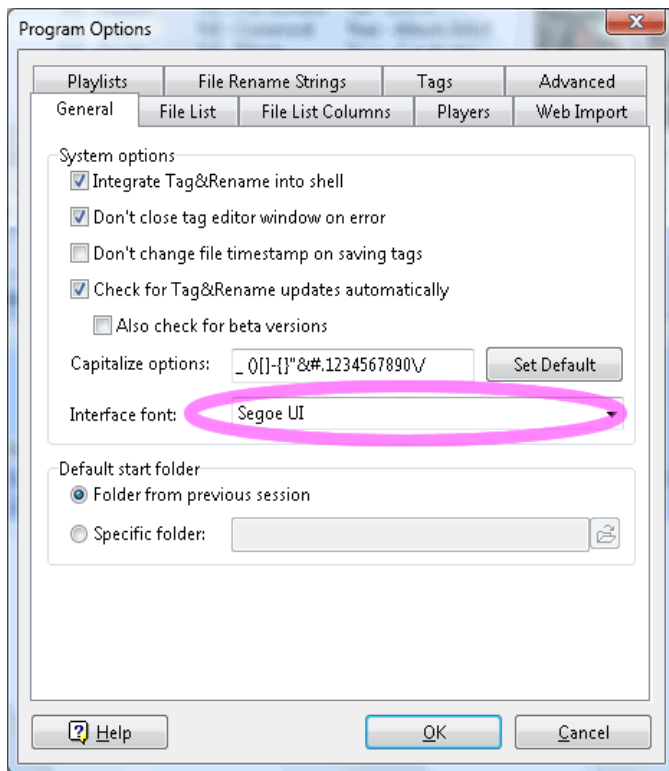 Program Options
Playlists File Rename Strings Tags Advanced
General File List File List Columns Players Web Import
System options
Integrate Tag&Rename into shell
Don't close tag editor window on error
Don't change file timestamp on saving tags
Check for Tag&Rename updates automatically
Also check for beta versions
Capitalize options: _ ()[]-{}"&#.1234567890\/ Set Default
Interface font: Segoe UI
Default start folder
Folder from previous session
Specific folder:
Help OK Cancel